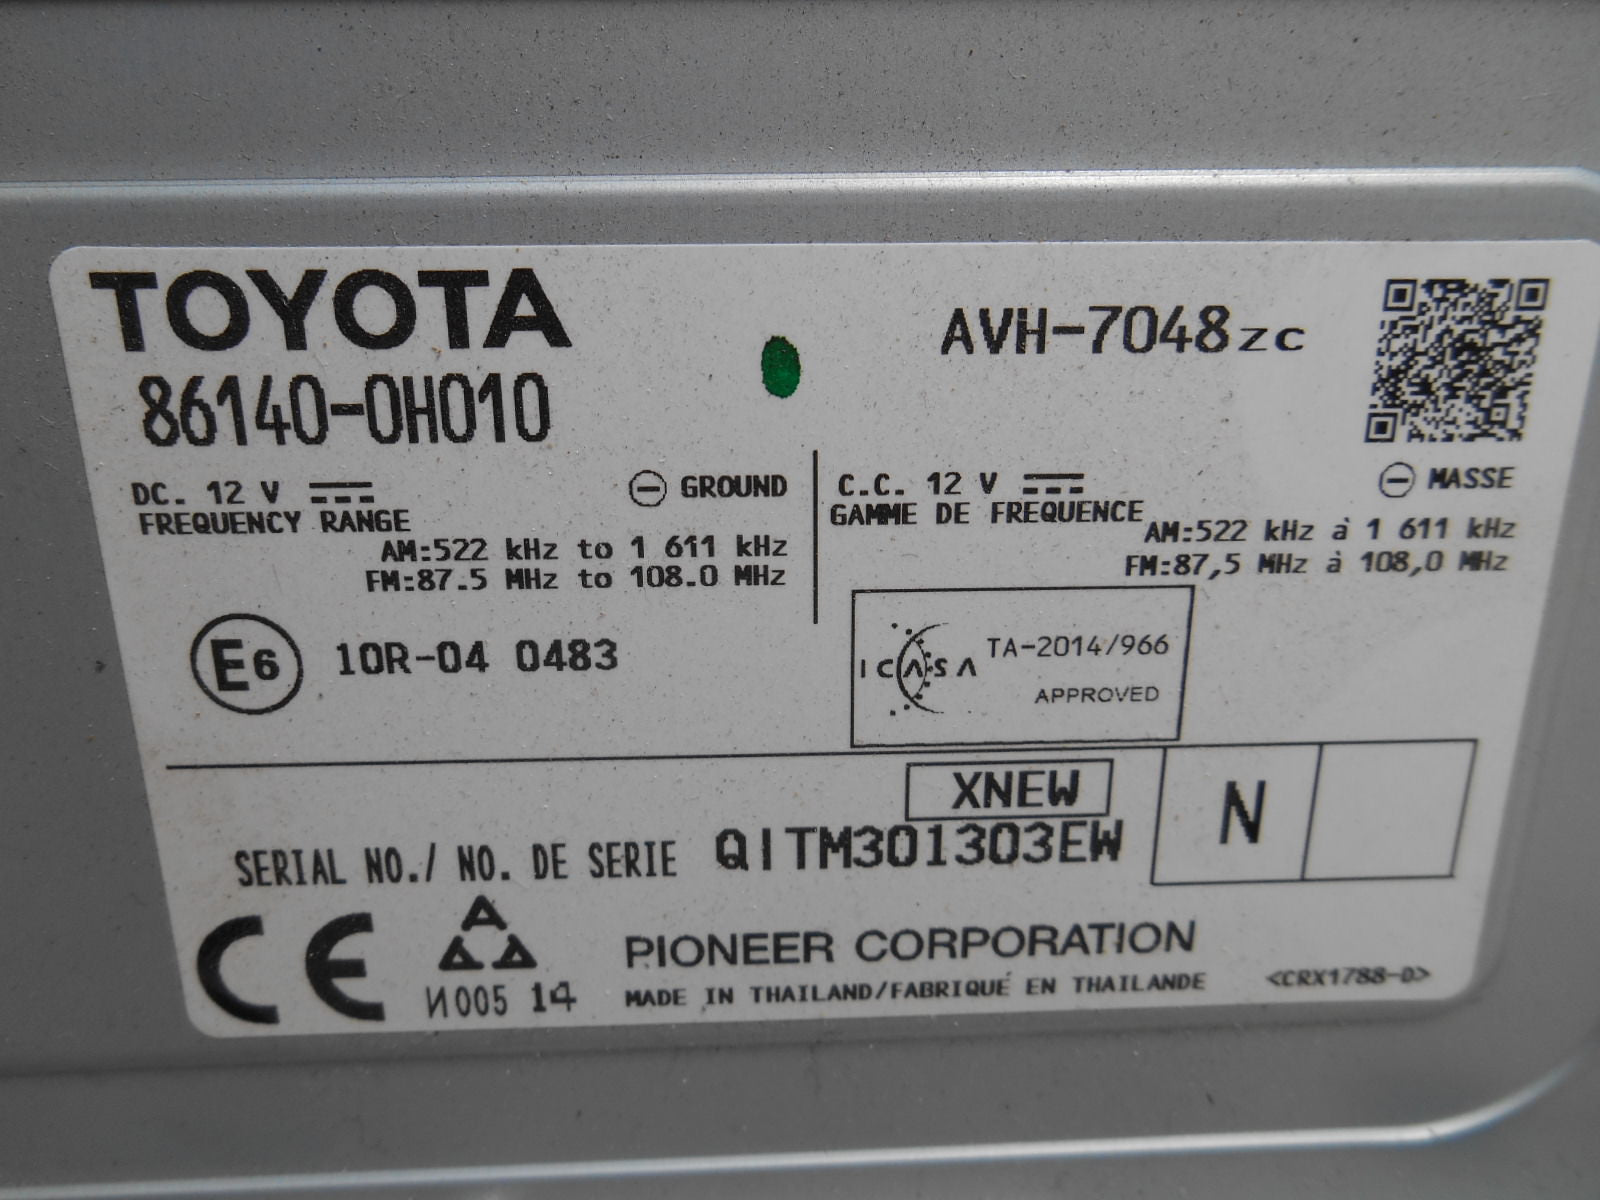 TOYOTA
86140-0H010
AVH-7048ZC
DC. 12 V
⊖ GROUND
FREQUENCY RANGE
AM:522 kHz to 1 611 kHz
FM:87.5 MHz to 108.0 MHz
C.C. 12 V
⊖ MASSE
GAMME DE FREQUENCE
AM:522 kHz à 1 611 kHz
FM:87,5 MHz à 108,0 MHz
E6 10R-04 0483
ICASA TA-2014/966
APPROVED
XNEW
N
SERIAL NO./ NO. DE SERIE QITM301303EW
CE
И005 14
PIONEER CORPORATION
MADE IN THAILAND/FABRIQUÉ EN THAILANDE <CRX1788-D>